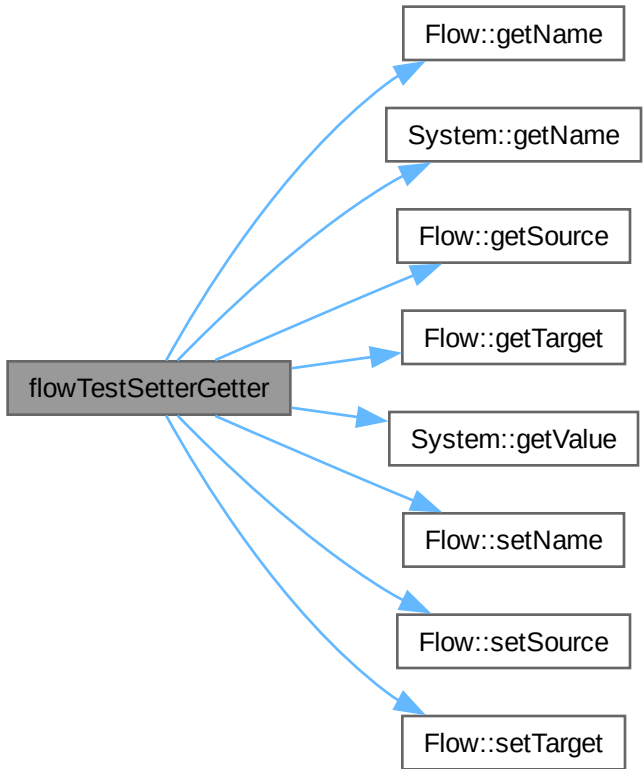 Flow::getName
System::getName
Flow::getSource
Flow::getTarget
flowTestSetterGetter
System::getValue
Flow::setName
Flow::setSource
Flow::setTarget